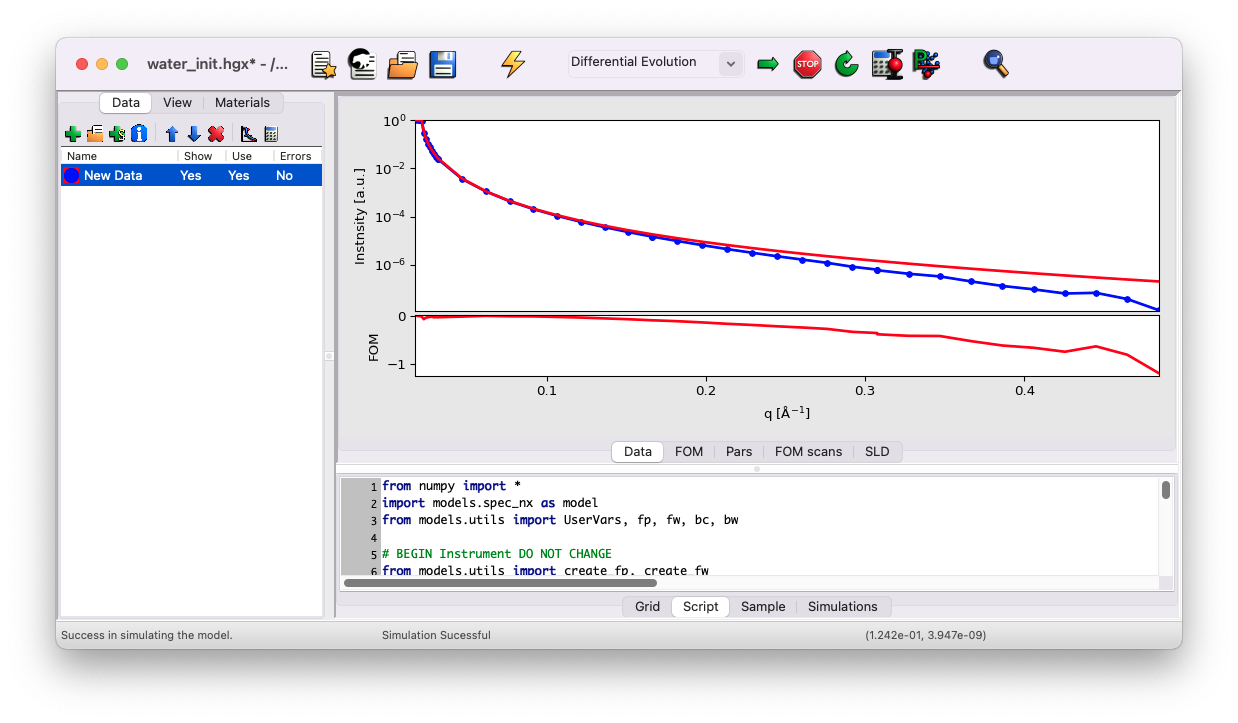 water_init.hgx* - /...
Differential Evolution
STOP
Data View Materials
Name Show Use Errors
New Data Yes Yes No
10⁰
10⁻²
10⁻⁴
10⁻⁶
Instnsity [a.u.]
0
−1
FOM
0.1 0.2 0.3 0.4
q [Å⁻¹]
Data FOM Pars FOM scans SLD
1 from numpy import *
2 import models.spec_nx as model
3 from models.utils import UserVars, fp, fw, bc, bw
4
5 # BEGIN Instrument DO NOT CHANGE
6 from models.utils import create_fp, create_fw
Grid Script Sample Simulations
Success in simulating the model. Simulation Sucessful (1.242e-01, 3.947e-09)